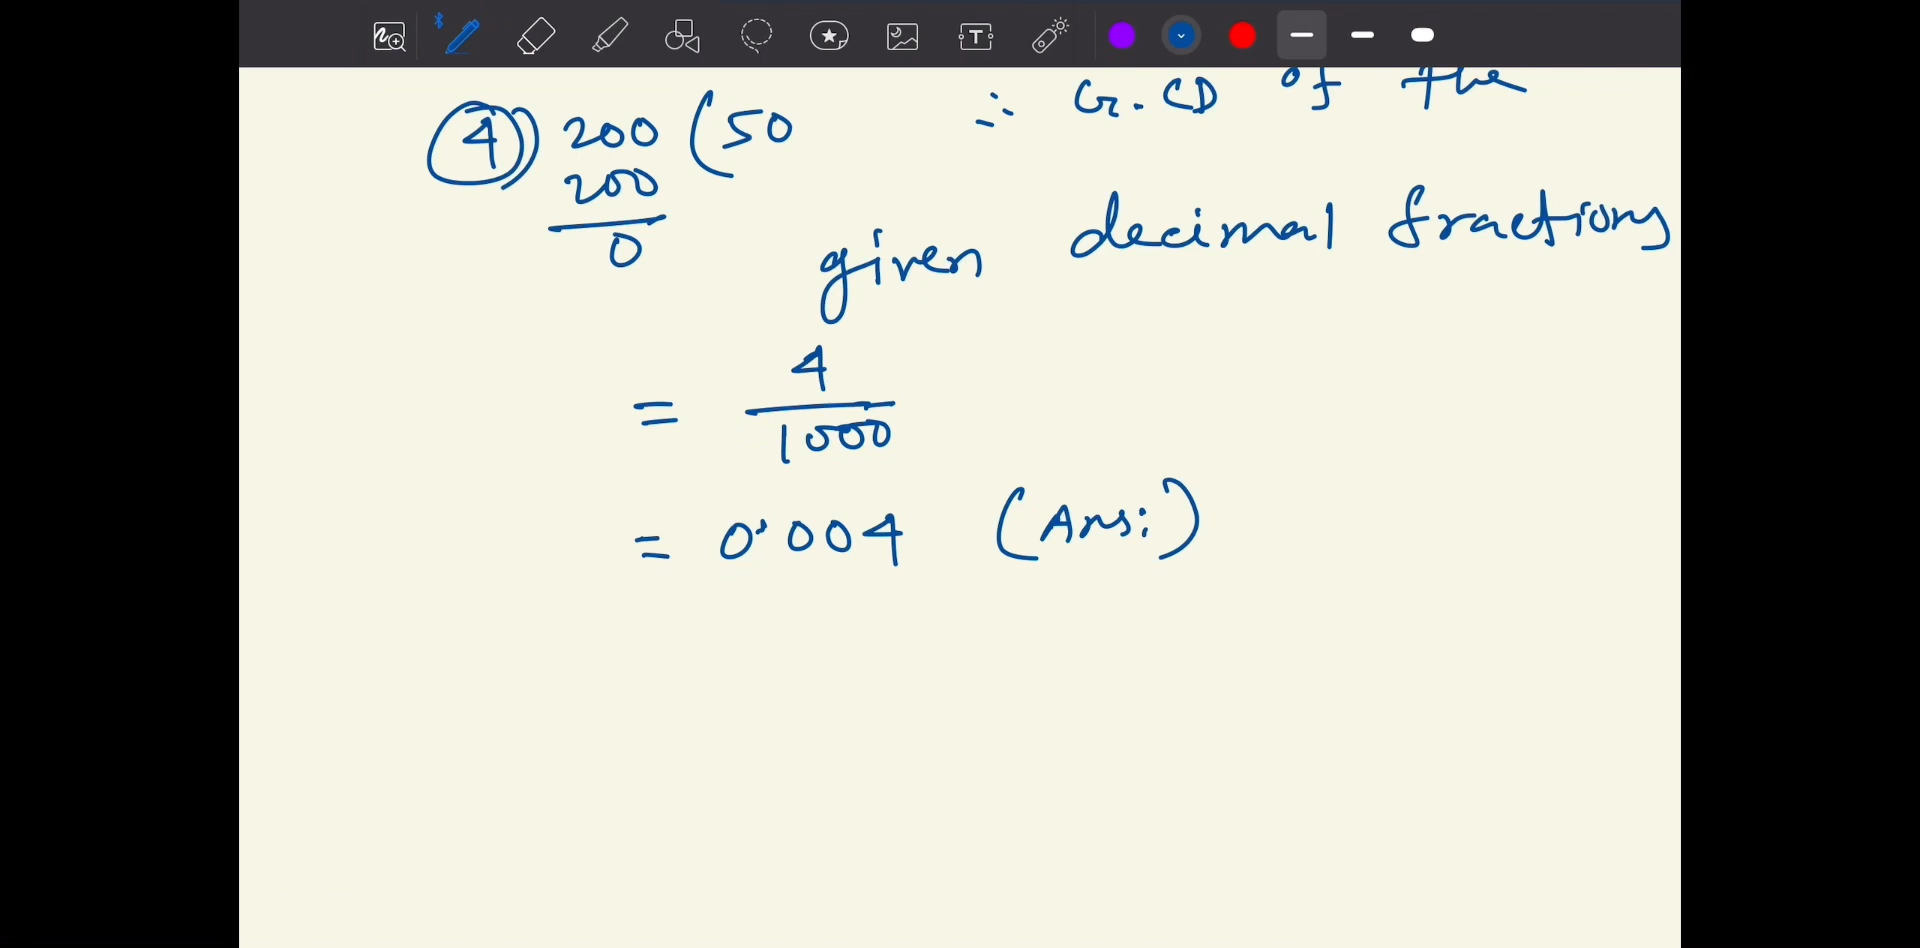 4) 200 (50
200
0
∴ G.CD of the
given decimal fractions
= 4
1000
= 0.004 (Ans:)